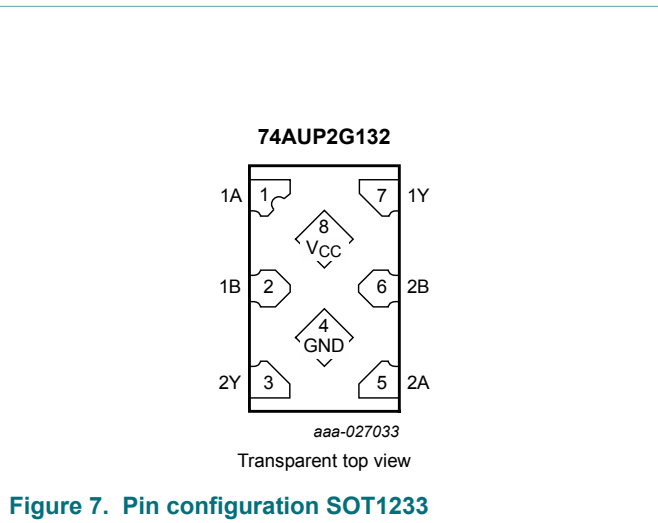 74AUP2G132
1A 1 7 1Y
8
VCC
1B 2 6 2B
4
GND
2Y 3 5 2A
aaa-027033
Transparent top view
Figure 7. Pin configuration SOT1233